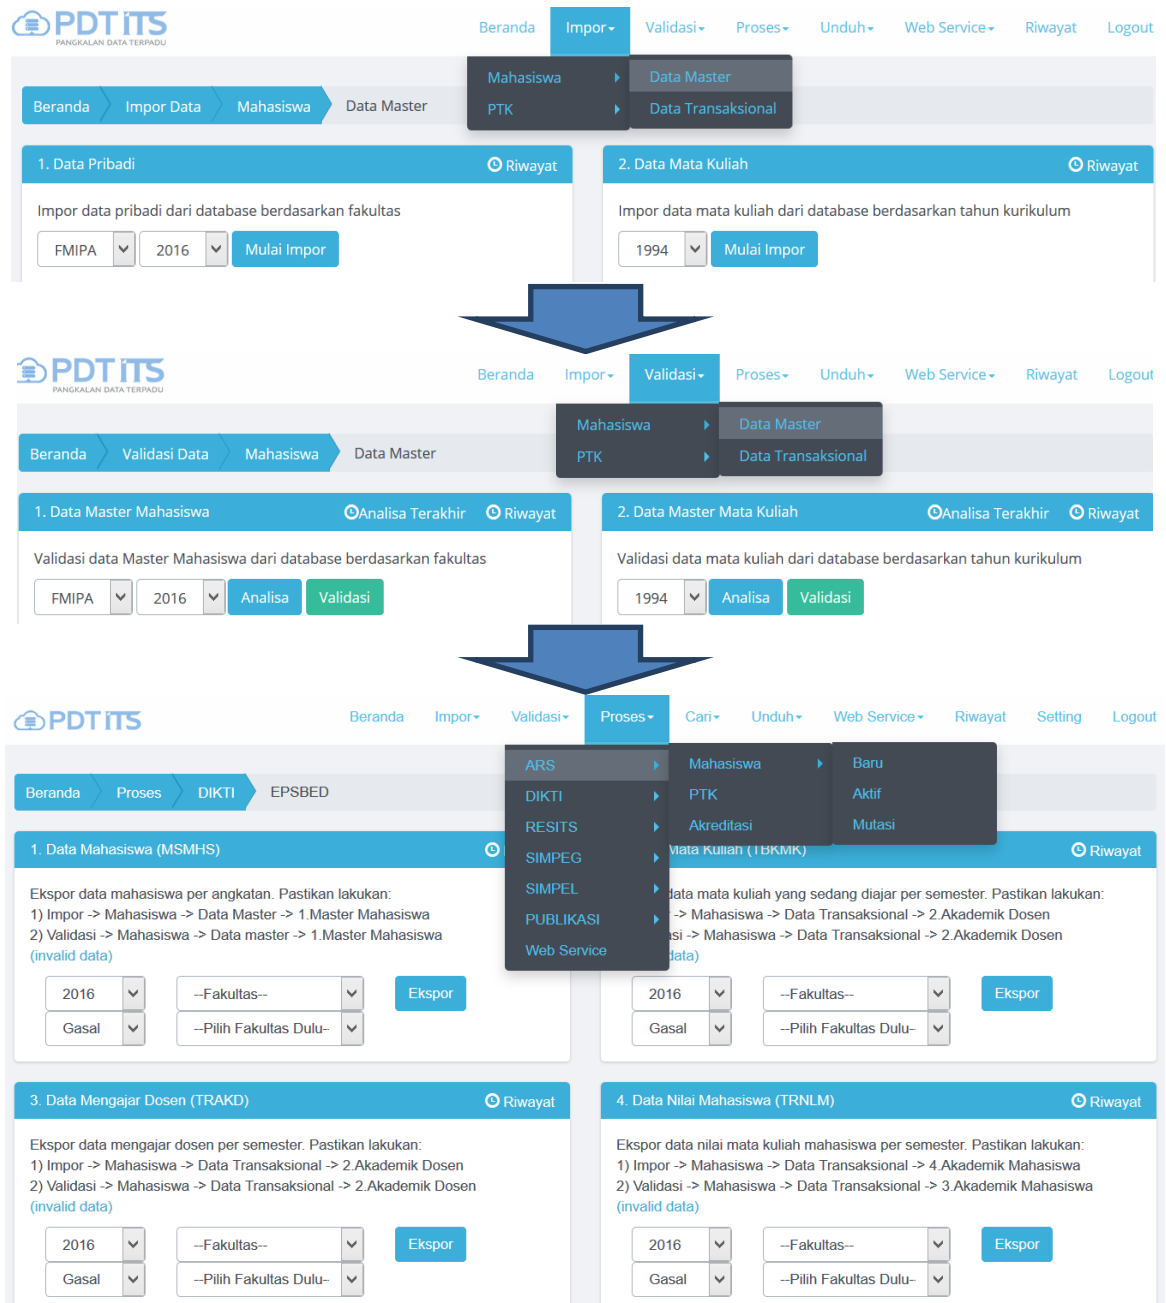 PDT ITS
PANGKALAN DATA TERPADU
Beranda Impor Validasi Proses Unduh Web Service Riwayat Logout
Mahasiswa Data Master
PTK Data Transaksional
Beranda Impor Data Mahasiswa Data Master
1. Data Pribadi Riwayat
2. Data Mata Kuliah Riwayat
Impor data pribadi dari database berdasarkan fakultas
Impor data mata kuliah dari database berdasarkan tahun kurikulum
FMIPA 2016 Mulai Impor
1994 Mulai Impor
PDT ITS
PANGKALAN DATA TERPADU
Beranda Impor Validasi Proses Unduh Web Service Riwayat Logout
Mahasiswa Data Master
PTK Data Transaksional
Beranda Validasi Data Mahasiswa Data Master
1. Data Master Mahasiswa Analisa Terakhir Riwayat
2. Data Master Mata Kuliah Analisa Terakhir Riwayat
Validasi data Master Mahasiswa dari database berdasarkan fakultas
Validasi data mata kuliah dari database berdasarkan tahun kurikulum
FMIPA 2016 Analisa Validasi
1994 Analisa Validasi
PDT ITS
Beranda Impor Validasi Proses Cari Unduh Web Service Riwayat Setting Logout
ARS Mahasiswa Baru
DIKTI PTK Aktif
RESITS Akreditasi Mutasi
SIMPEG
SIMPEL
PUBLIKASI
Web Service
Beranda Proses DIKTI EPSBED
1. Data Mahasiswa (MSMHS)
Ekspor data mahasiswa per angkatan. Pastikan lakukan:
1) Impor -> Mahasiswa -> Data Master -> 1.Master Mahasiswa
2) Validasi -> Mahasiswa -> Data master -> 1.Master Mahasiswa
(invalid data)
2016 --Fakultas-- Ekspor
Gasal --Pilih Fakultas Dulu--
Mata Kuliah (TBKMK) Riwayat
data mata kuliah yang sedang diajar per semester. Pastikan lakukan:
-> Mahasiswa -> Data Transaksional -> 2.Akademik Dosen
-> Mahasiswa -> Data Transaksional -> 2.Akademik Dosen
data)
2016 --Fakultas-- Ekspor
Gasal --Pilih Fakultas Dulu--
3. Data Mengajar Dosen (TRAKD) Riwayat
Ekspor data mengajar dosen per semester. Pastikan lakukan:
1) Impor -> Mahasiswa -> Data Transaksional -> 2.Akademik Dosen
2) Validasi -> Mahasiswa -> Data Transaksional -> 2.Akademik Dosen
(invalid data)
2016 --Fakultas-- Ekspor
Gasal --Pilih Fakultas Dulu--
4. Data Nilai Mahasiswa (TRNLM) Riwayat
Ekspor data nilai mata kuliah mahasiswa per semester. Pastikan lakukan:
1) Impor -> Mahasiswa -> Data Transaksional -> 4.Akademik Mahasiswa
2) Validasi -> Mahasiswa -> Data Transaksional -> 3.Akademik Mahasiswa
(invalid data)
2016 --Fakultas-- Ekspor
Gasal --Pilih Fakultas Dulu--